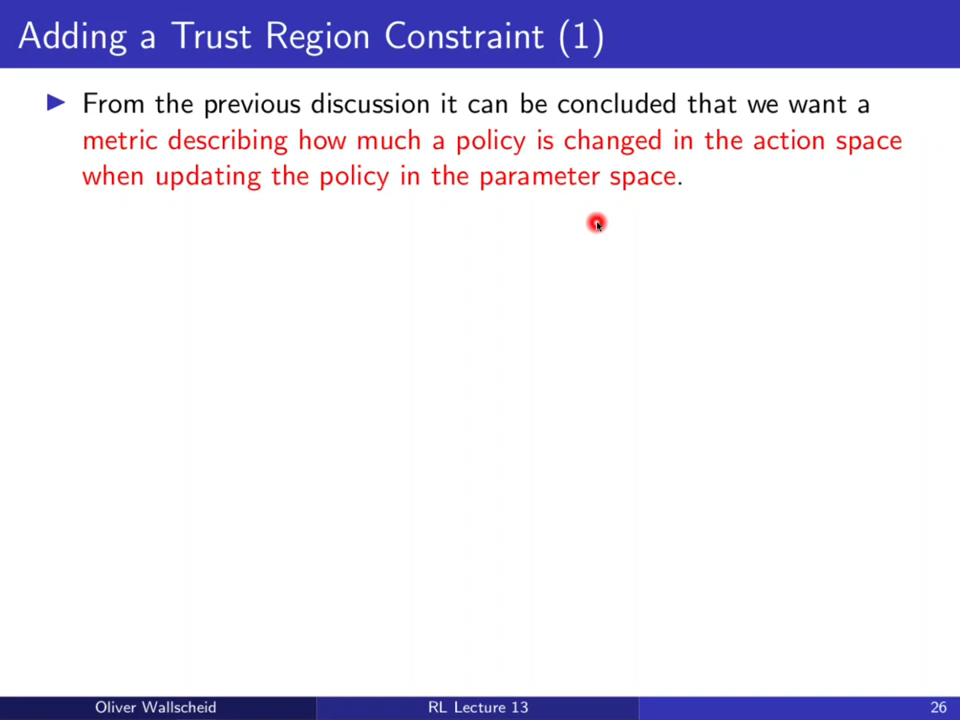 Adding a Trust Region Constraint (1)
From the previous discussion it can be concluded that we want a
metric describing how much a policy is changed in the action space
when updating the policy in the parameter space.
Oliver Wallscheid
RL Lecture 13
26